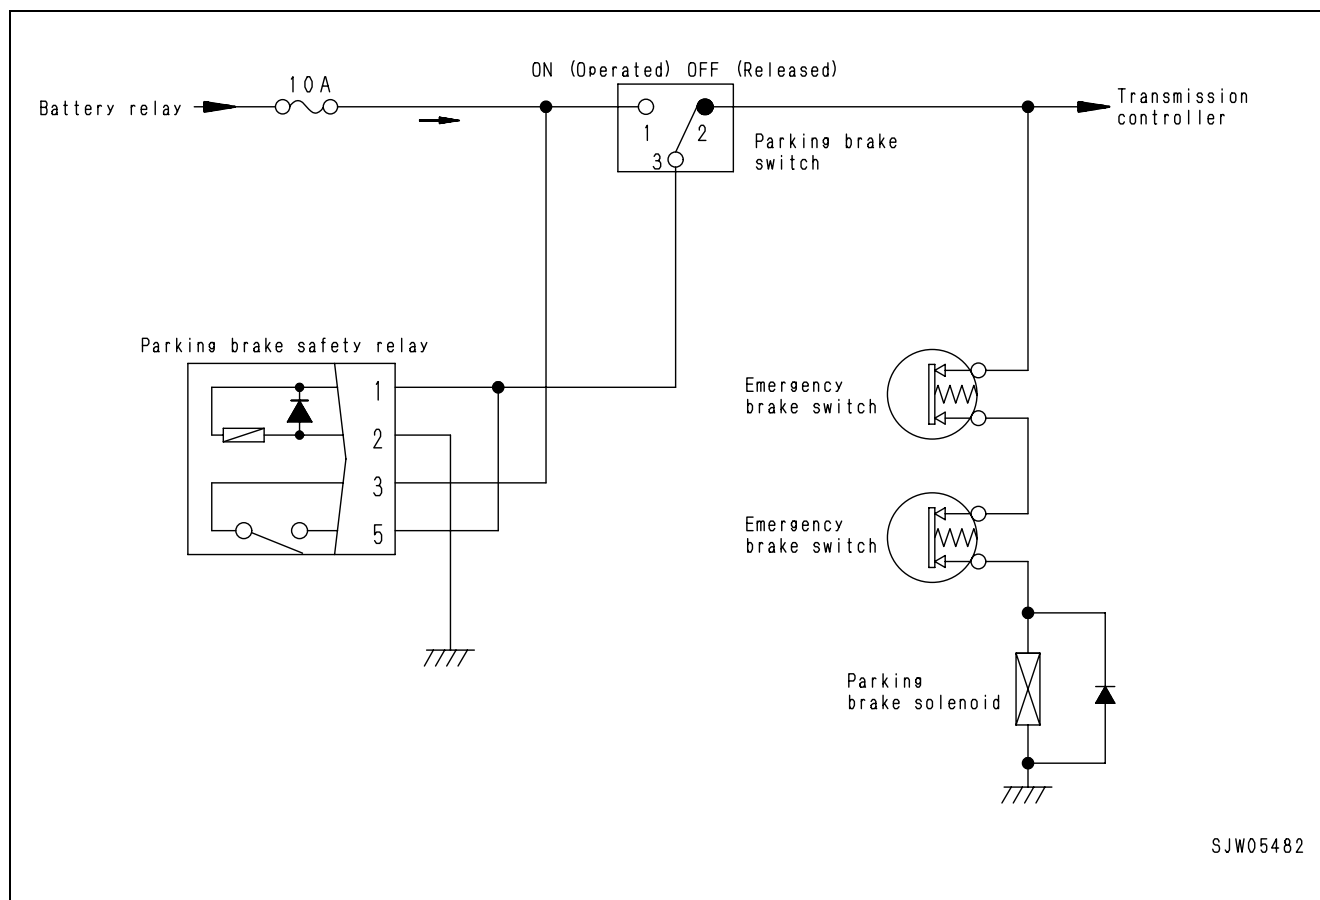 ON (Operated) OFF (Released)
10A
Battery relay
Transmission
controller
1
2
3
Parking brake
switch
Parking brake safety relay
1
2
3
5
Emergency
brake switch
Emergency
brake switch
Parking
brake solenoid
SJW05482